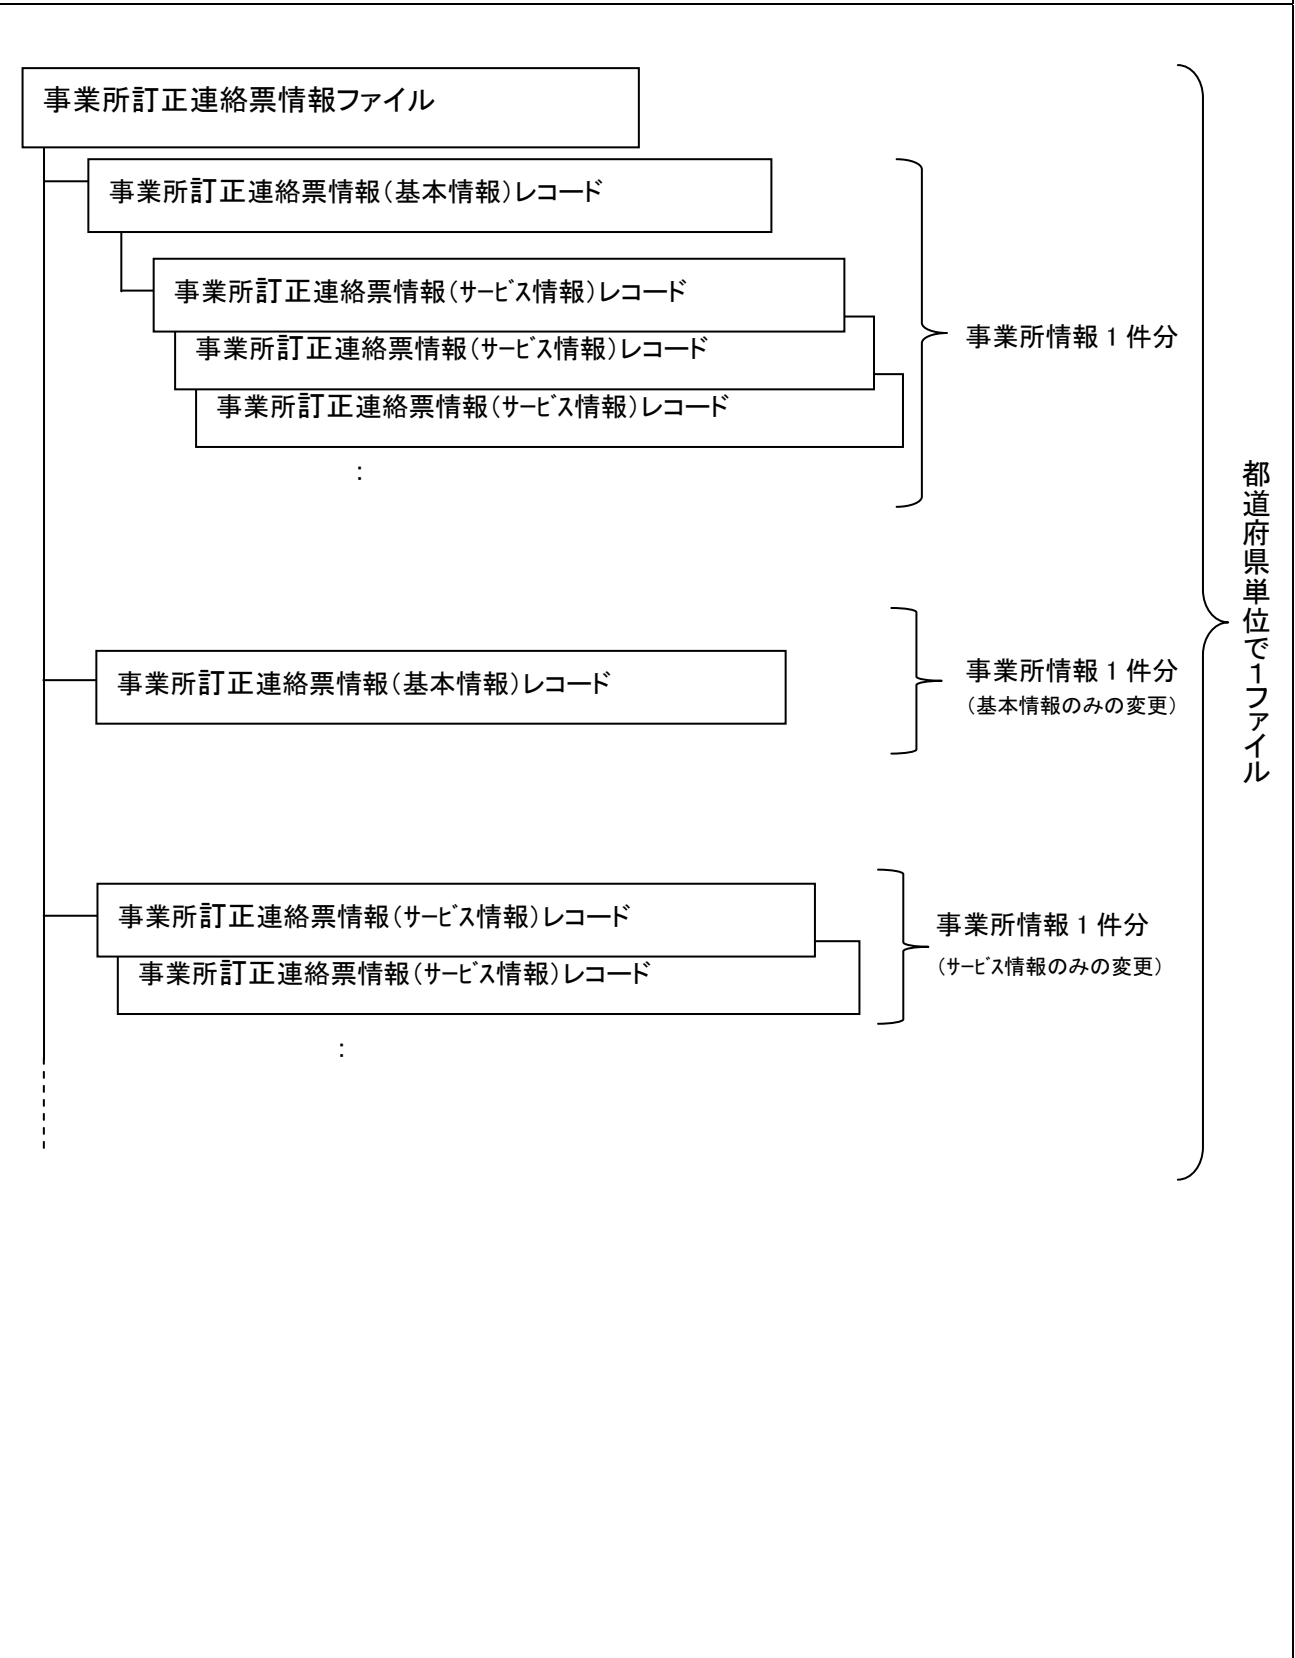 事業所訂正連絡票情報ファイル
事業所訂正連絡票情報（基本情報）レコード
事業所訂正連絡票情報（ｻｰﾋﾞｽ情報）レコード
事業所訂正連絡票情報（ｻｰﾋﾞｽ情報）レコード
事業所訂正連絡票情報（ｻｰﾋﾞｽ情報）レコード
：
事業所情報１件分
事業所訂正連絡票情報（基本情報）レコード
事業所情報１件分
（基本情報のみの変更）
事業所訂正連絡票情報（ｻｰﾋﾞｽ情報）レコード
事業所訂正連絡票情報（ｻｰﾋﾞｽ情報）レコード
：
事業所情報１件分
（ｻｰﾋﾞｽ情報のみの変更）
都道府県単位で１ファイル